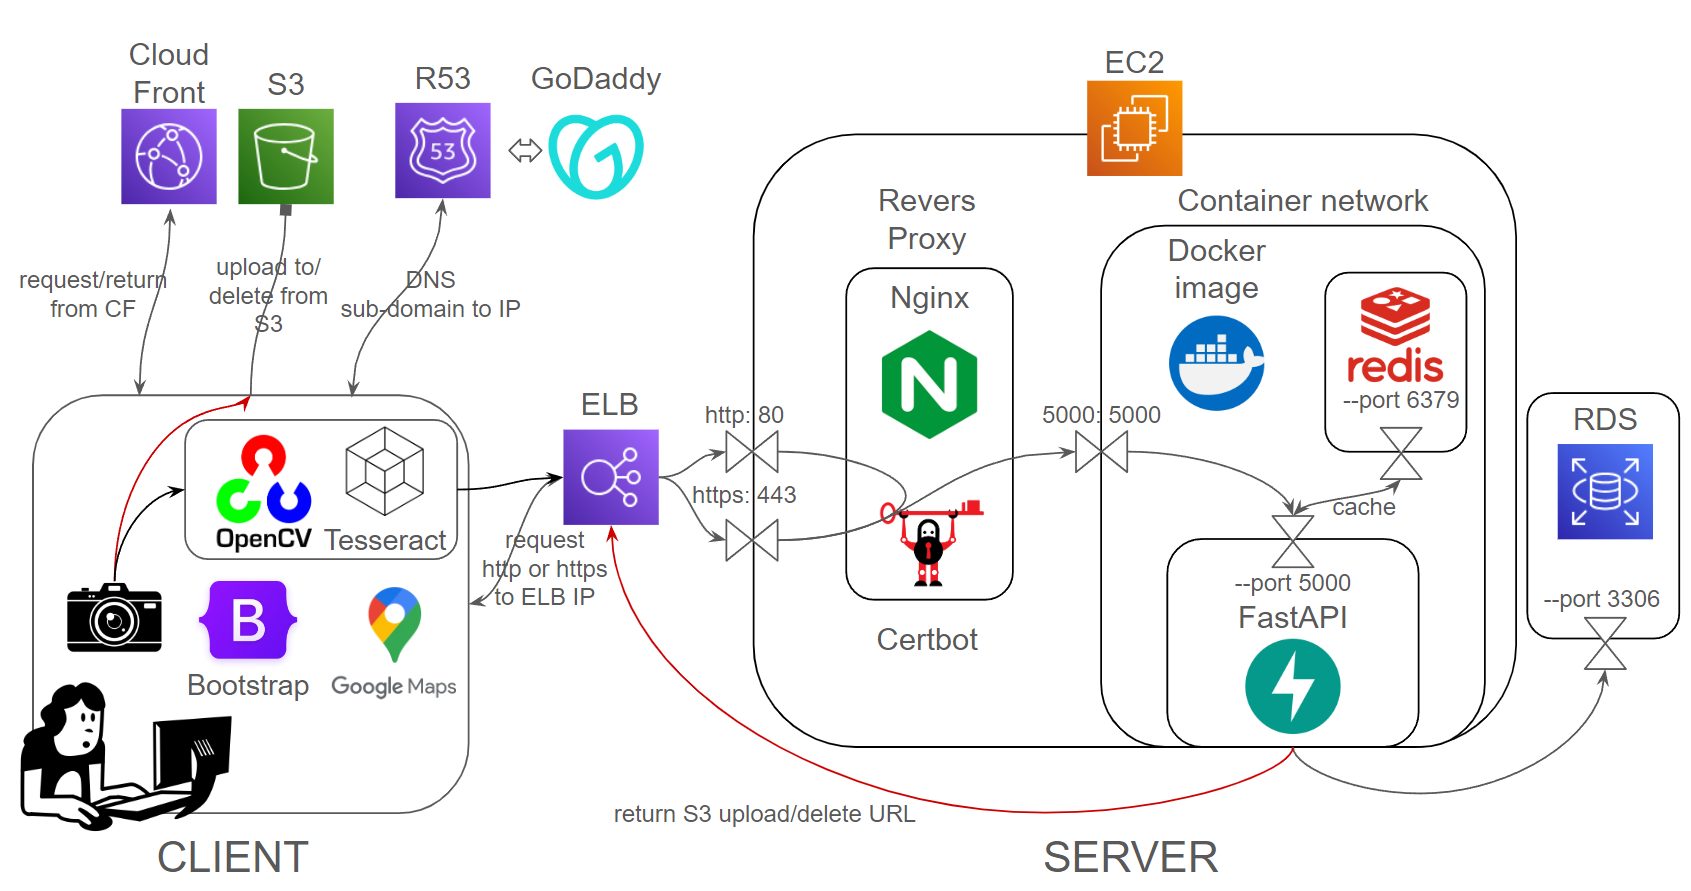 Cloud
Front
S3
R53
GoDaddy
53
EC2
request/return
from CF
upload to/
delete from
S3
DNS
sub-domain to IP
Revers
Proxy
Container network
Nginx
N
Docker
image
redis
--port 6379
ELB
http: 80
https: 443
5000: 5000
cache
RDS
--port 3306
OpenCV
Tesseract
request
http or https
to ELB IP
B
Bootstrap
Google Maps
Certbot
--port 5000
FastAPI
return S3 upload/delete URL
CLIENT
SERVER